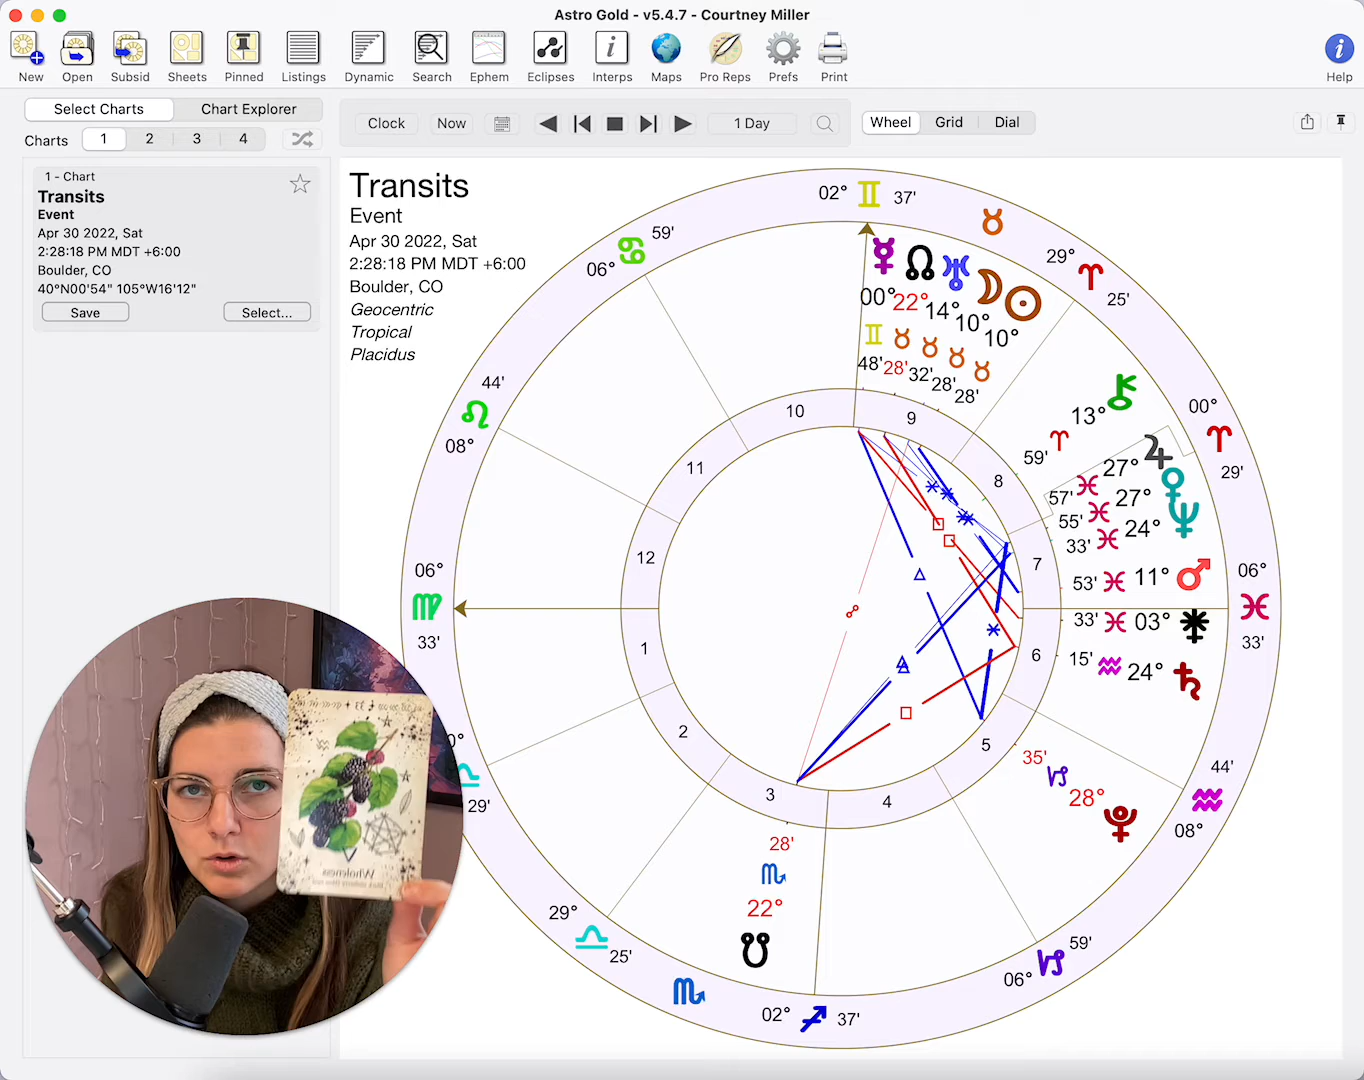 Astro Gold - v5.4.7 - Courtney Miller
New
Open
Subsid
Sheets
Pinned
Listings
Dynamic
Search
Ephem
Eclipses
Interps
Maps
Pro Reps
Prefs
Print
Help
Select Charts
Chart Explorer
Charts 1 2 3 4
Clock
Now
1 Day
Wheel
Grid
Dial
1 - Chart
Transits
Event
Apr 30 2022, Sat
2:28:18 PM MDT +6:00
Boulder, CO
40°N00'54" 105°W16'12"
Save
Select...
Transits
Event
Apr 30 2022, Sat
2:28:18 PM MDT +6:00
Boulder, CO
Geocentric
Tropical
Placidus
02° ♊ 37'
♉
29° ♈ 25'
00° ♈ 29'
06° ♓ 33'
44' ♒ 08°
59' ♑ 06°
02° ♐ 37'
♏
29° ♎ 25'
♎ 29'
06° ♍ 33'
44' ♌ 08°
06° ♋ 59'
☿ 00° ♊ 48'
☊ 22° ♉ 28'
♅ 14° ♉ 32'
☽ 10° ♉ 28'
☉ 10° ♉ 28'
⚷ 13° ♈ 59'
♃ 27° ♓ 57'
♀ 27° ♓ 55'
♆ 24° ♓ 33'
♂ 11° ♓ 53'
⚵ 03° ♓ 33'
♄ 24° ♒ 15'
♇ 28° ♑ 35'
28' ♏ 22° ☋
10
9
8
7
6
5
4
3
2
1
12
11
33
Wholeness